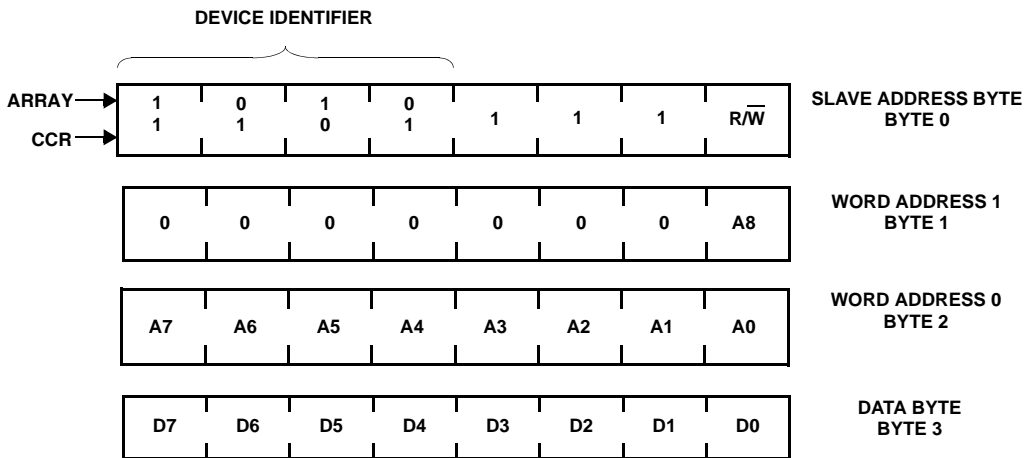 DEVICE IDENTIFIER
ARRAY 1 0 1 0 SLAVE ADDRESS BYTE
CCR 1 1 0 1 1 1 1 R/W̅ BYTE 0
WORD ADDRESS 1
0 0 0 0 0 0 0 A8 BYTE 1
WORD ADDRESS 0
A7 A6 A5 A4 A3 A2 A1 A0 BYTE 2
DATA BYTE
D7 D6 D5 D4 D3 D2 D1 D0 BYTE 3